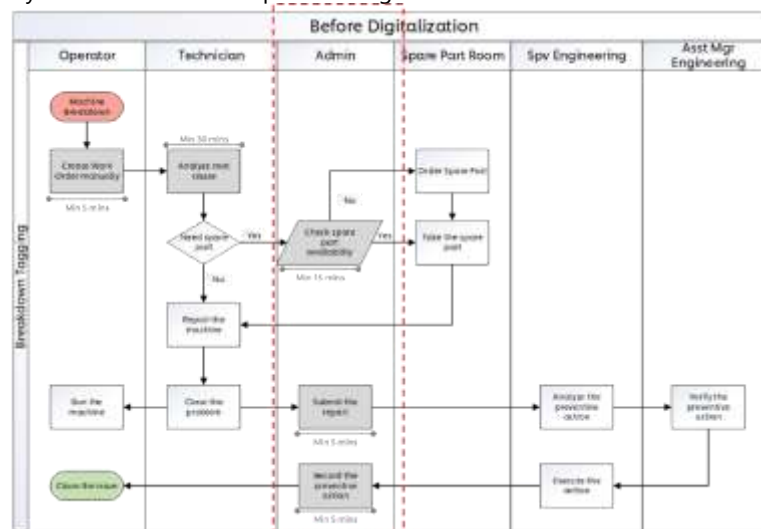 Before Digitalization
Operator
Technician
Admin
Spare Part Room
Spv Engineering
Asst Mgr
Engineering
Breakdown Tagging
Machine
Breakdown
Create Work
Order manually
Min 5 mins
Min 30 mins
Analyze
Need spare
part
Yes
No
Check spare
part
availability
Min 15 mins
No
Yes
Order Spare Part
Take the spare
part
Repair the
machine
Run the
machine
Close the
problem
Submit the
report
Min 5 mins
Analyze the
preventive
action
Verify the
preventive
action
Close the issue
Record the
preventive
action
Min 5 mins
Execute the
action